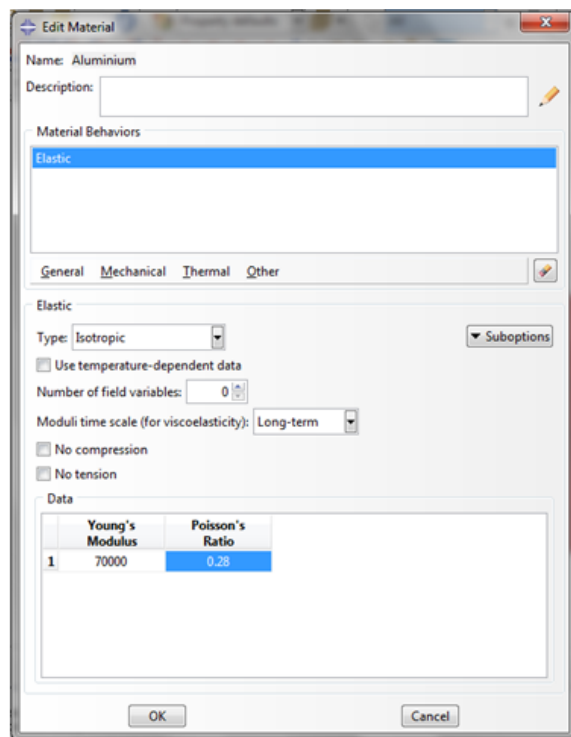 Edit Material
Name: Aluminium
Description:
Material Behaviors
Elastic
General Mechanical Thermal Other
Elastic
Type: Isotropic
Suboptions
Use temperature-dependent data
Number of field variables: 0
Moduli time scale (for viscoelasticity): Long-term
No compression
No tension
Data
Young's Poisson's
Modulus Ratio
1 70000 0.28
OK Cancel